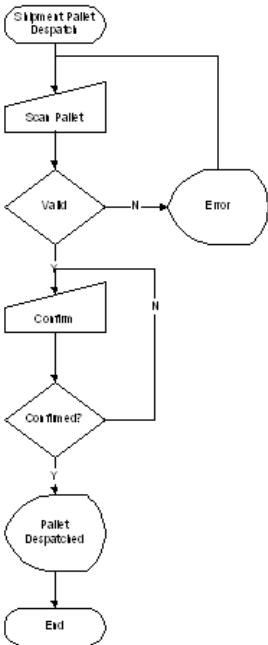 Shipment Pallet
Despatch
Scan Pallet
Valid
N
Error
Y
Confirm
N
Confirmed?
Y
Pallet
Despatched
End